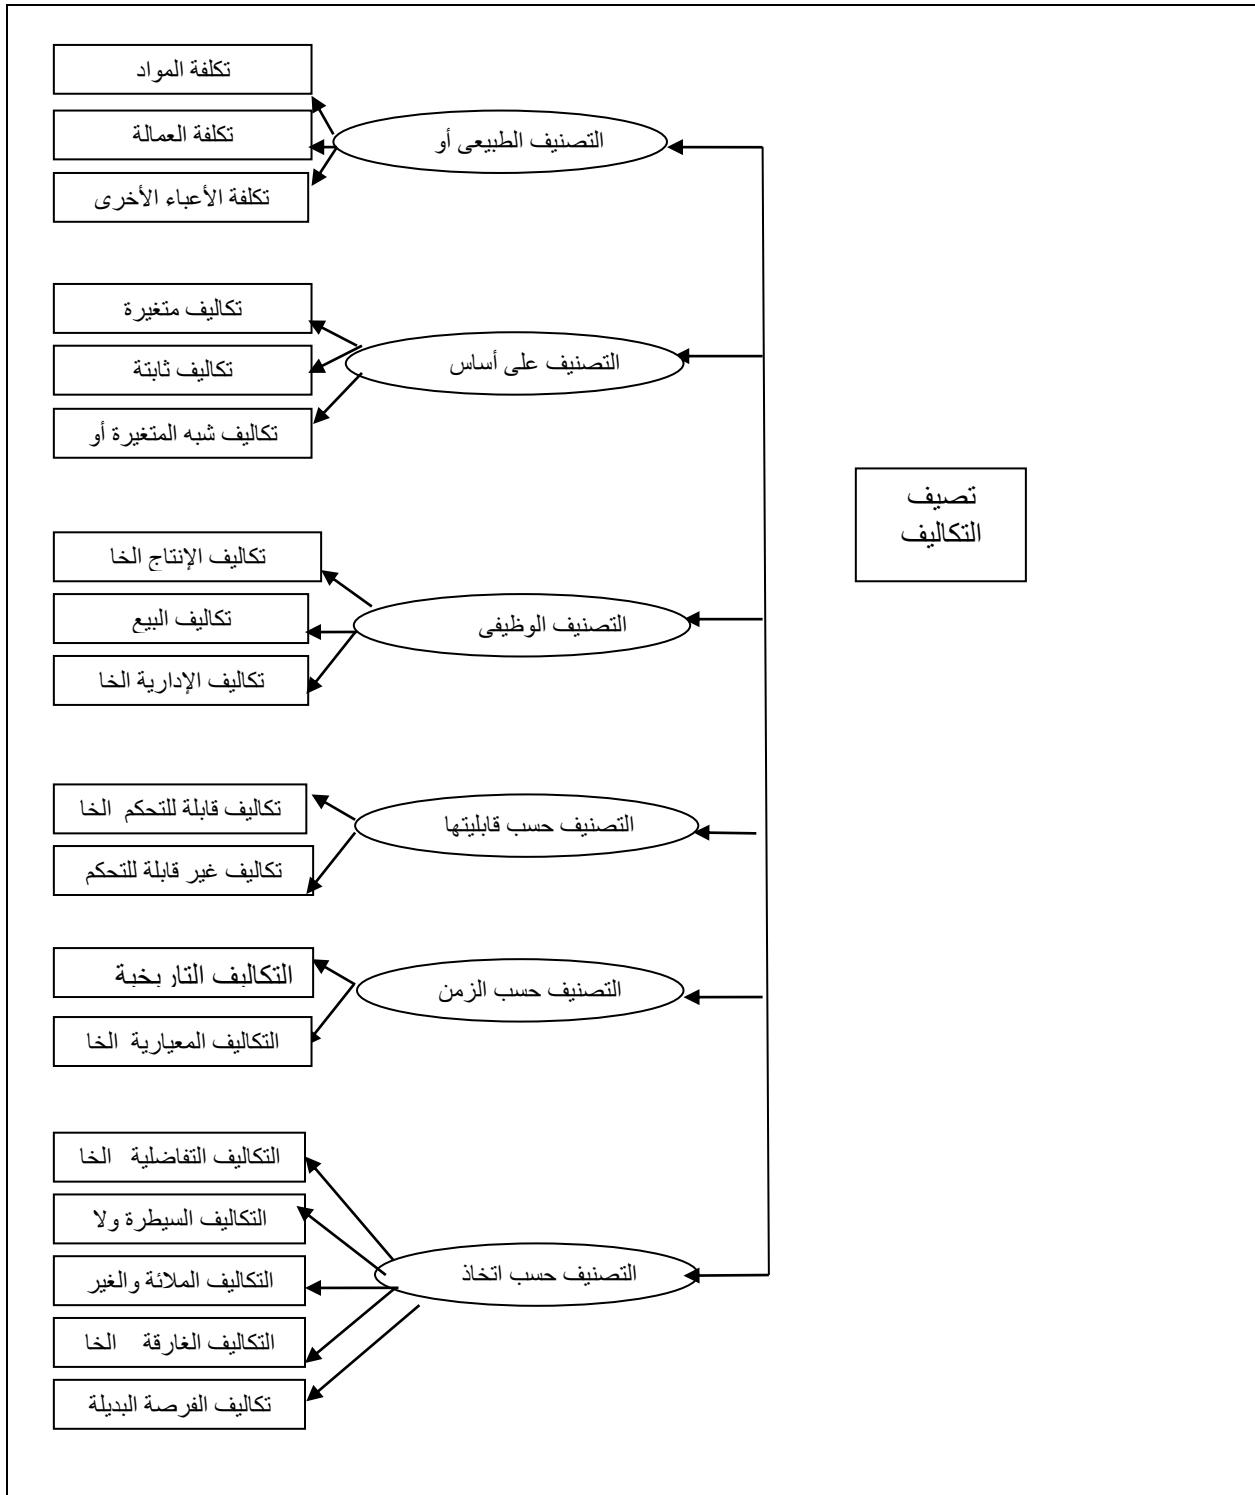 تصيف
التكاليف
التصنيف الطبيعى أو
تكلفة المواد
تكلفة العمالة
تكلفة الأعباء الأخرى
التصنيف على أساس
تكاليف متغيرة
تكاليف ثابتة
تكاليف شبه المتغيرة أو
التصنيف الوظيفى
تكاليف الإنتاج الخا
تكاليف البيع
تكاليف الإدارية الخا
التصنيف حسب قابليتها
تكاليف قابلة للتحكم الخا
تكاليف غير قابلة للتحكم
التصنيف حسب الزمن
التكاليف التاريخية
التكاليف المعيارية الخا
التصنيف حسب اتخاذ
التكاليف التفاضلية الخا
التكاليف السيطرة ولا
التكاليف الملائة والغير
التكاليف الغارقة الخا
تكاليف الفرصة البديلة